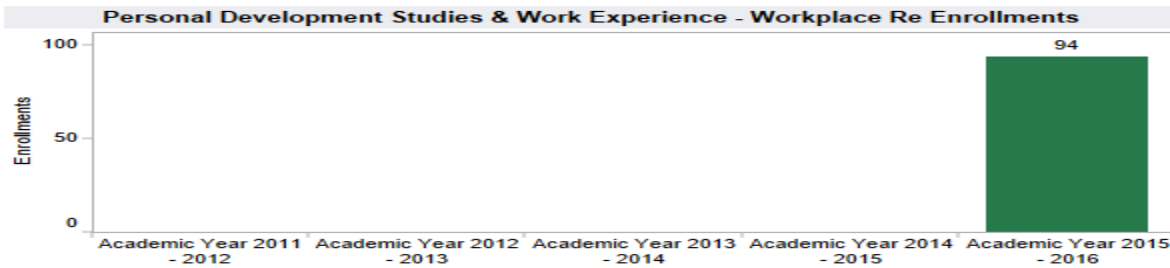 Personal Development Studies & Work Experience - Workplace Re Enrollments
Enrollments
100
50
0
94
Academic Year 2011
- 2012
Academic Year 2012
- 2013
Academic Year 2013
- 2014
Academic Year 2014
- 2015
Academic Year 2015
- 2016